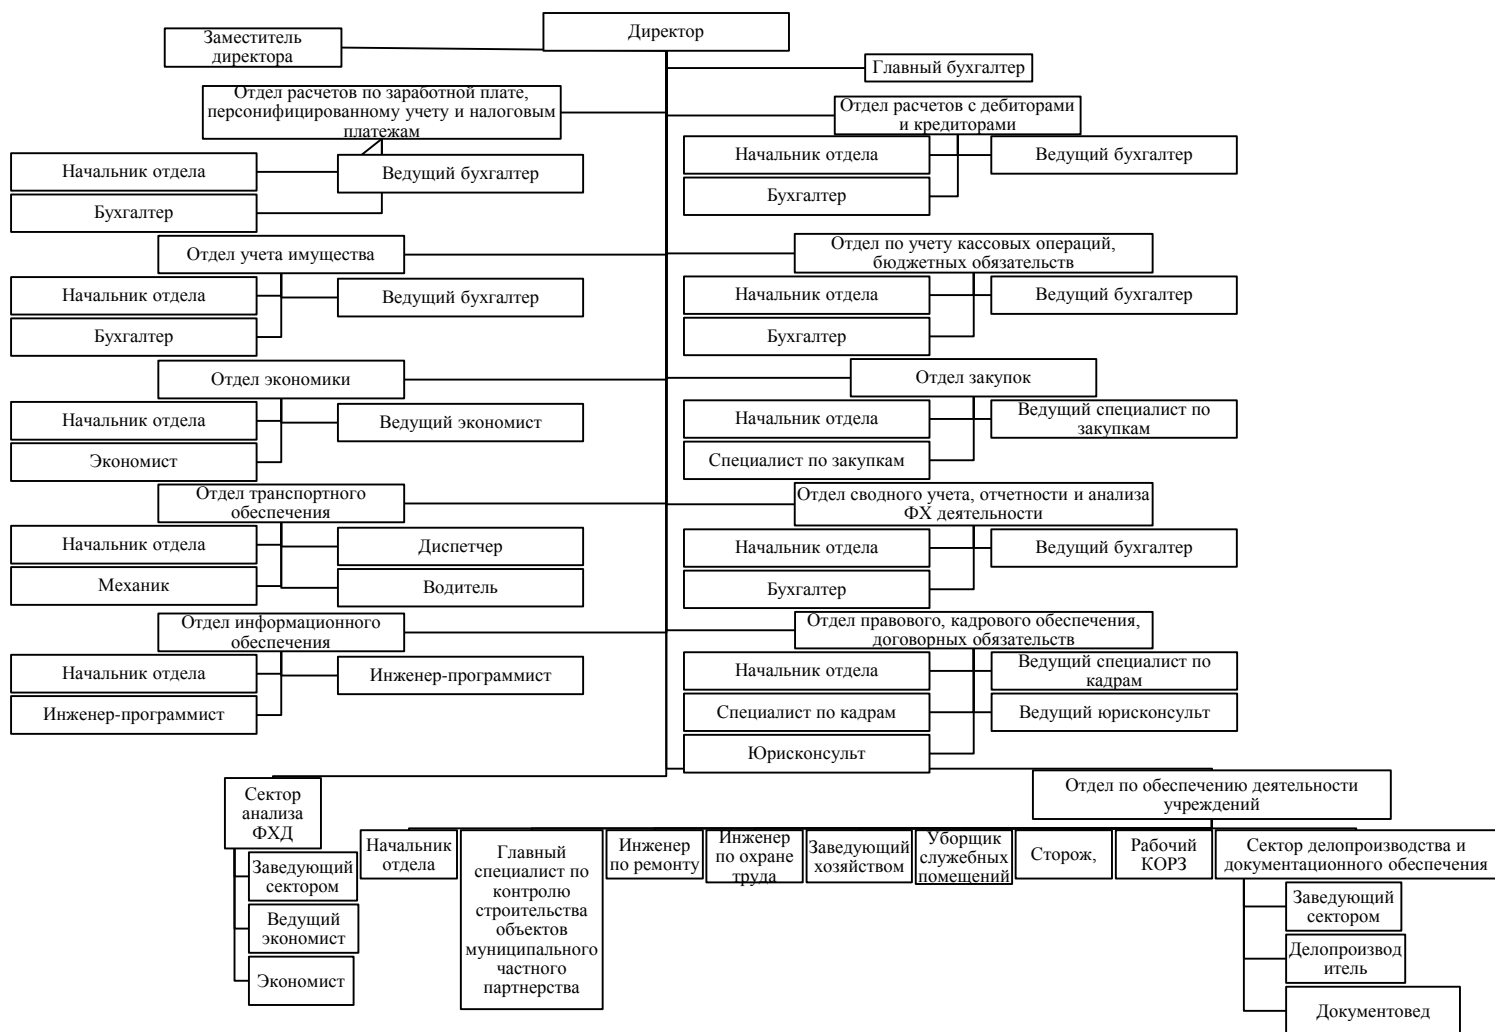 Директор
Заместитель
директора
Главный бухгалтер
Отдел расчетов по заработной плате,
персонифицированному учету и налоговым
платежам
Начальник отдела
Ведущий бухгалтер
Бухгалтер
Отдел расчетов с дебиторами
и кредиторами
Начальник отдела
Ведущий бухгалтер
Бухгалтер
Отдел учета имущества
Начальник отдела
Ведущий бухгалтер
Бухгалтер
Отдел по учету кассовых операций,
бюджетных обязательств
Начальник отдела
Ведущий бухгалтер
Бухгалтер
Отдел экономики
Начальник отдела
Ведущий экономист
Экономист
Отдел закупок
Начальник отдела
Ведущий специалист по
закупкам
Специалист по закупкам
Отдел транспортного
обеспечения
Начальник отдела
Диспетчер
Механик
Водитель
Отдел сводного учета, отчетности и анализа
ФХ деятельности
Начальник отдела
Ведущий бухгалтер
Бухгалтер
Отдел информационного
обеспечения
Начальник отдела
Инженер-программист
Инженер-программист
Отдел правового, кадрового обеспечения,
договорных обязательств
Начальник отдела
Ведущий специалист по
кадрам
Специалист по кадрам
Ведущий юрисконсульт
Юрисконсульт
Сектор
анализа
ФХД
Заведующий
сектором
Ведущий
экономист
Экономист
Отдел по обеспечению деятельности
учреждений
Начальник
отдела
Главный
специалист по
контролю
строительства
объектов
муниципального
частного
партнерства
Инженер
по ремонту
Инженер
по охране
труда
Заведующий
хозяйством
Уборщик
служебных
помещений
Сторож,
Рабочий
КОРЗ
Сектор делопроизводства и
документационного обеспечения
Заведующий
сектором
Делопроизвод
итель
Документовед